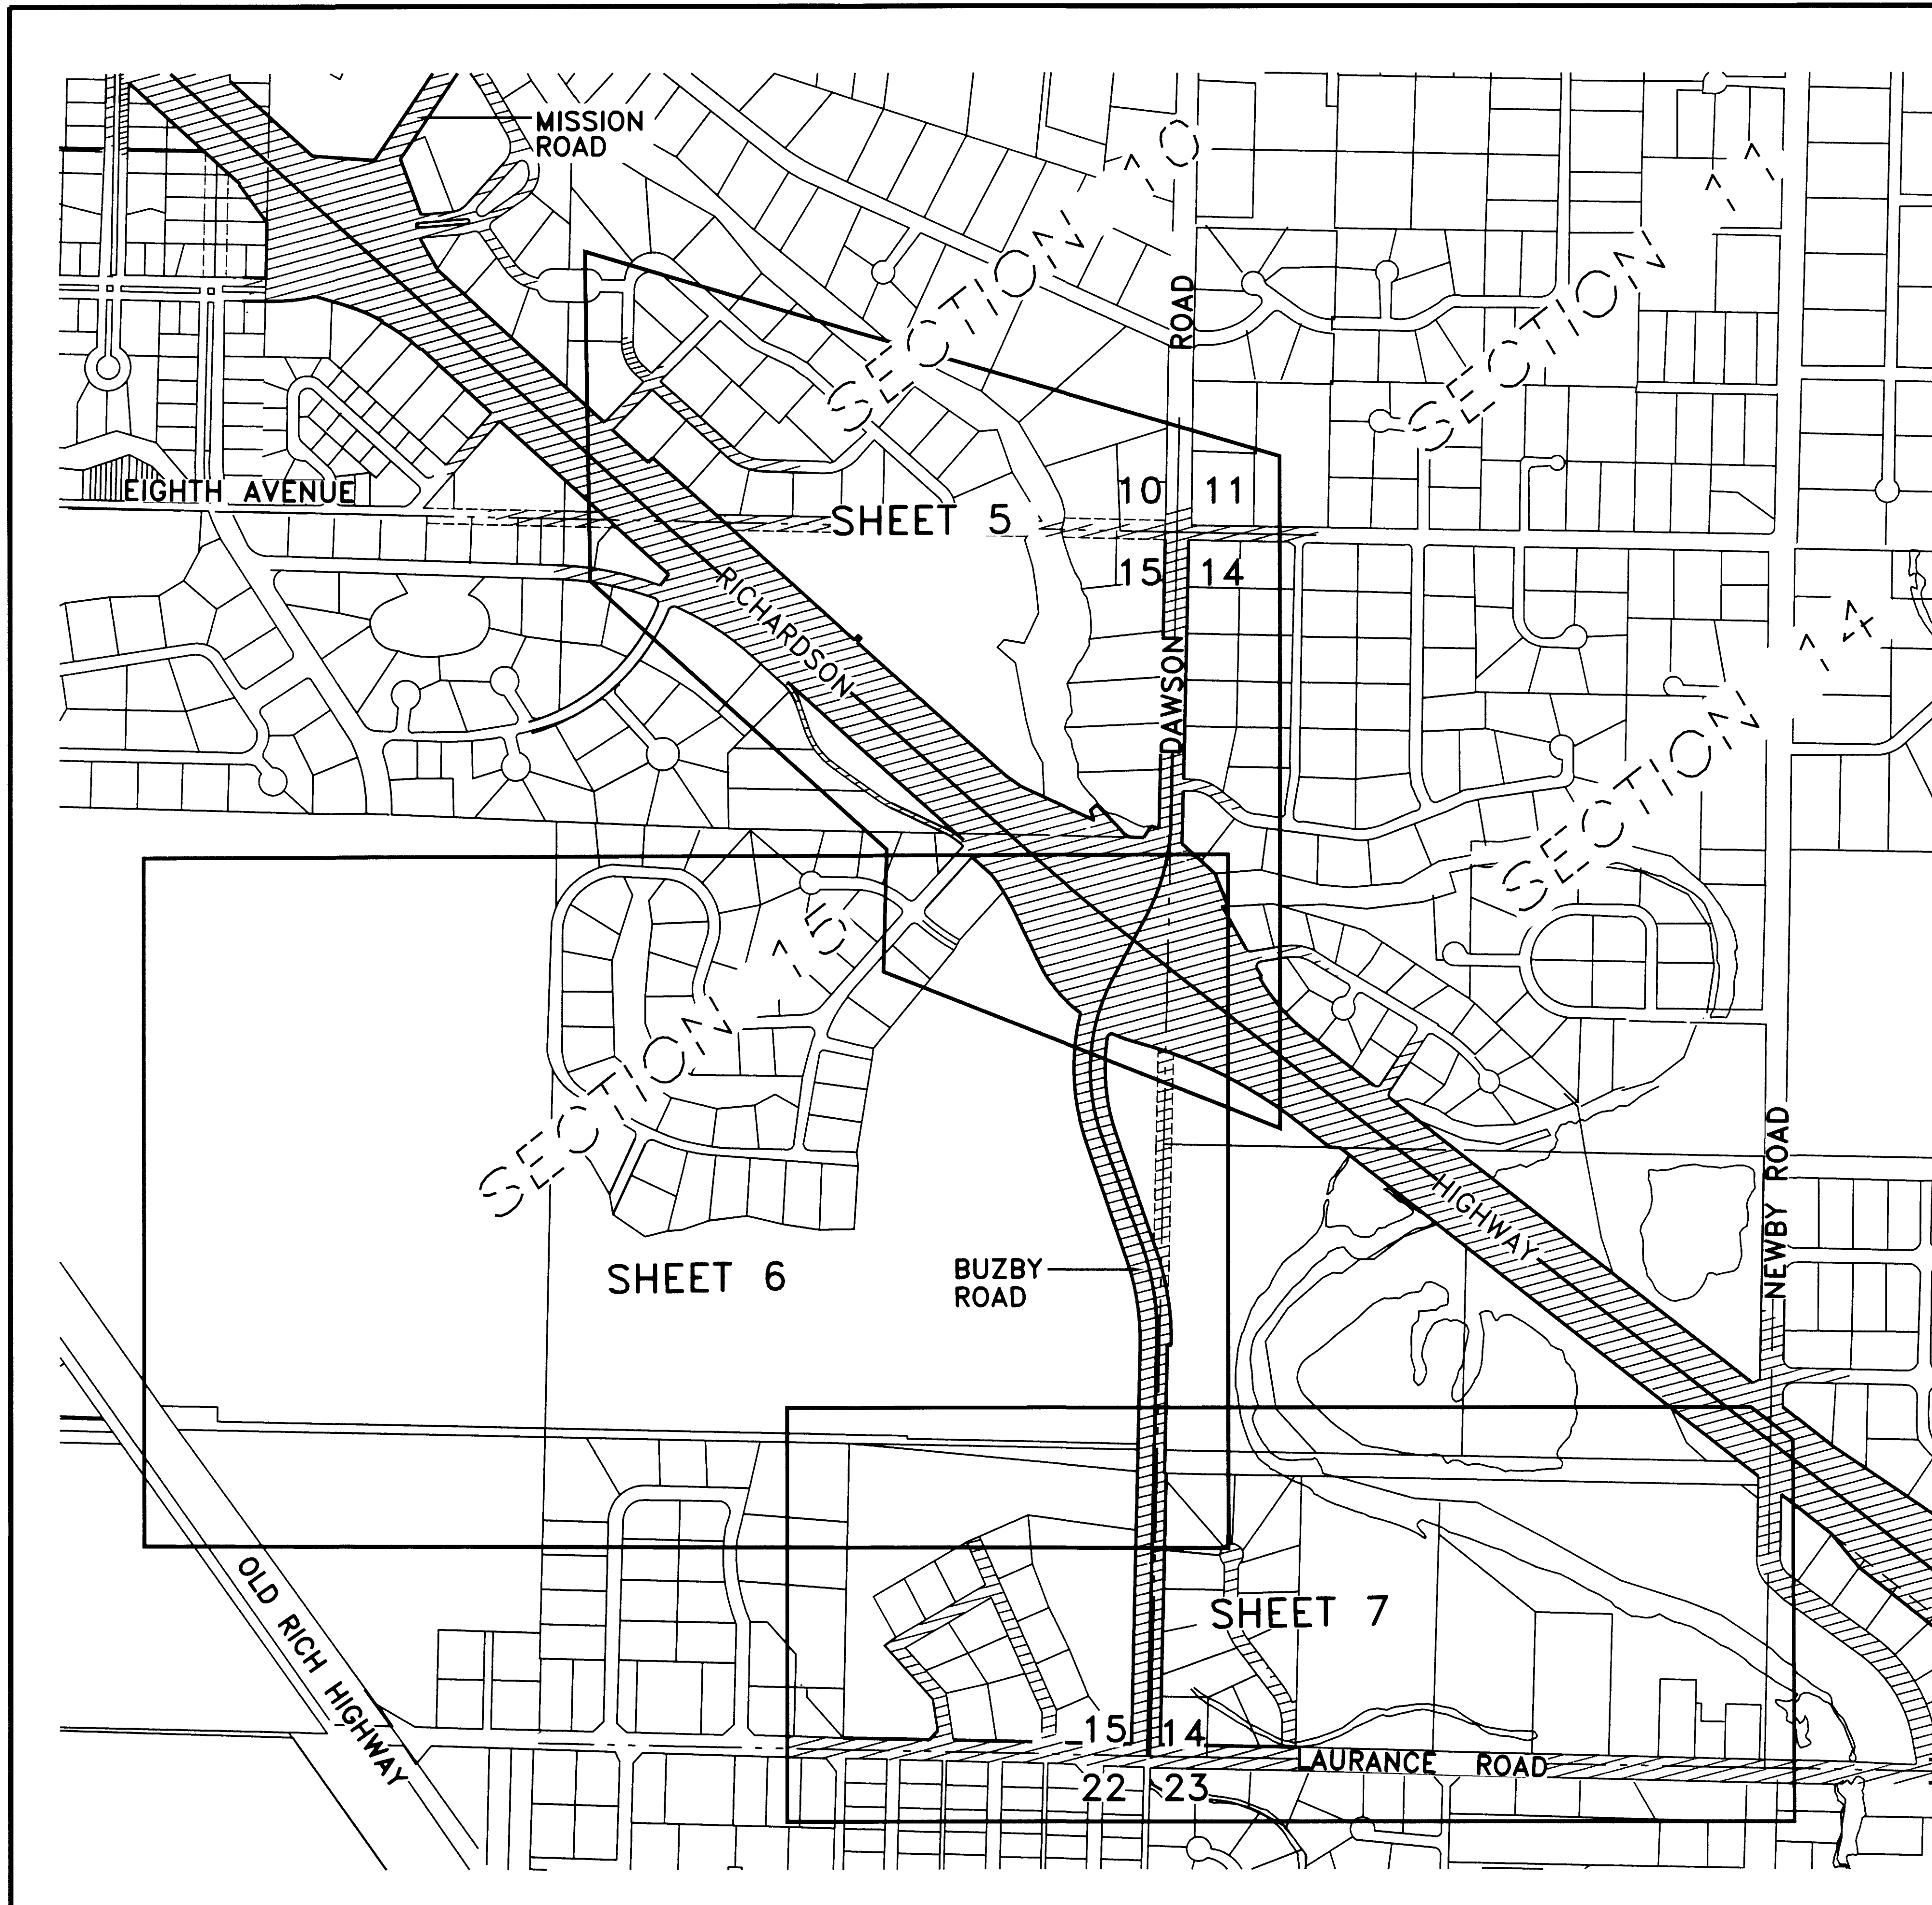 MISSION
ROAD
SECTION 10
SECTION 11
ROAD
EIGHTH AVENUE
SHEET 5
10 11
15 14
RICHARDSON
DAWSON
SECTION 14
SECTION 15
NEWBY ROAD
HIGHWAY
SHEET 6
BUZBY
ROAD
OLD RICH HIGHWAY
SHEET 7
15 14
LAURANCE ROAD
22 23